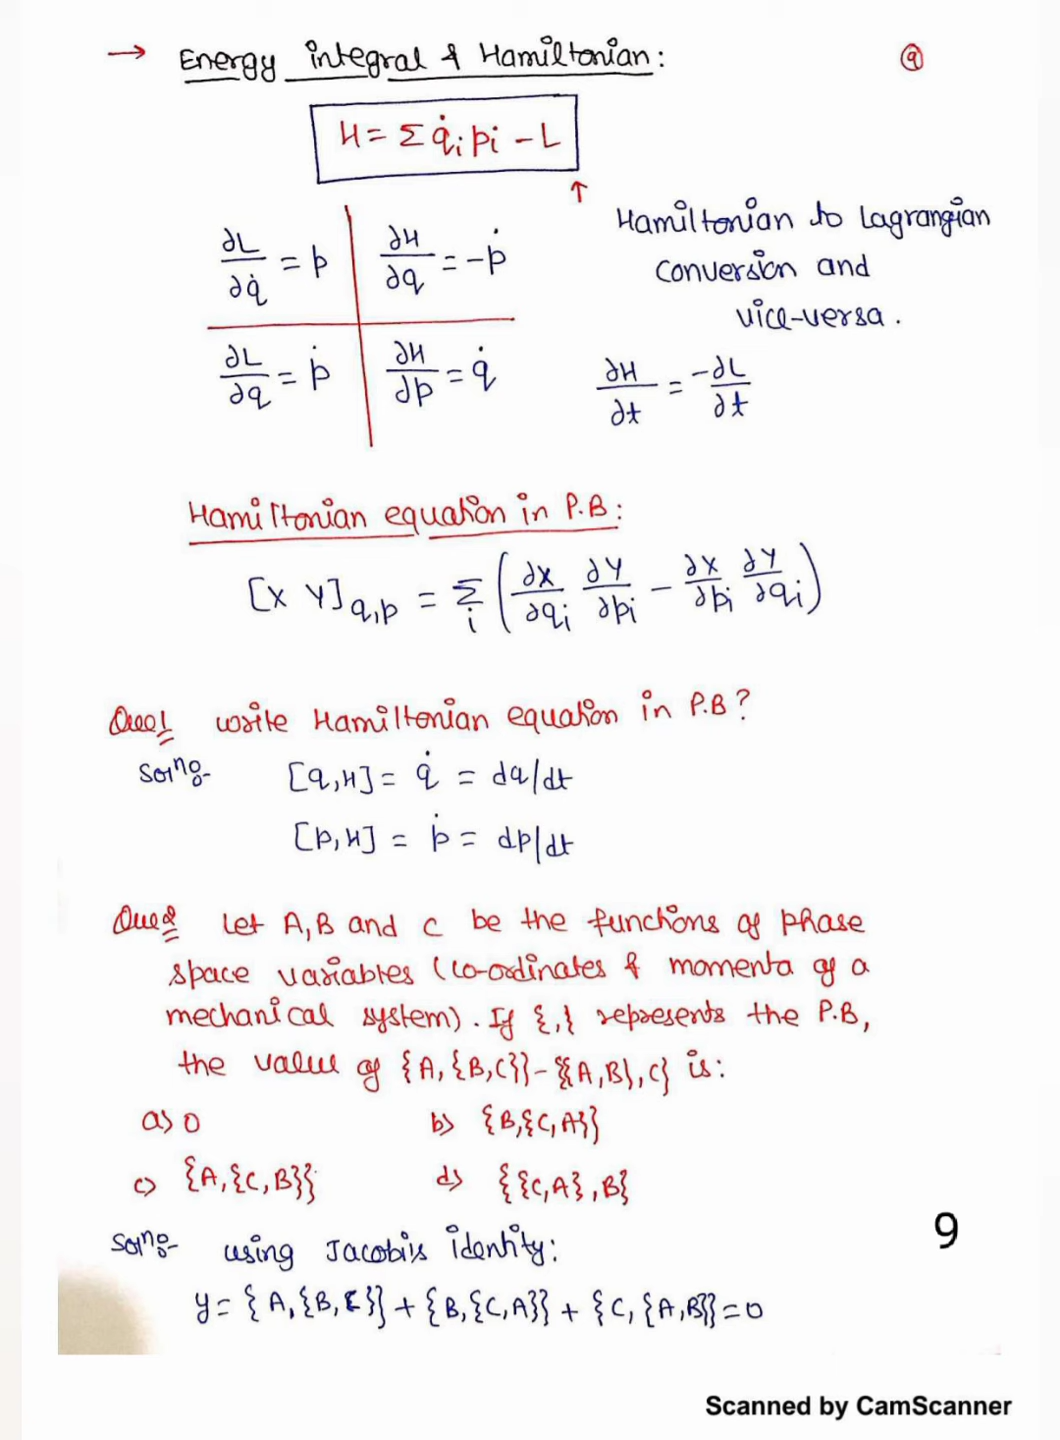 → Energy integral & Hamiltonian: 9
H = Σ q̇i pi − L
↑
Hamiltonian to Lagrangian
conversion and
vice-versa.
∂L/∂q̇ = p | ∂H/∂q = −ṗ
∂L/∂q = ṗ | ∂H/∂p = q̇
∂H/∂t = −∂L/∂t
Hamiltonian equation in P.B:
[X Y]q,p = Σi (∂X/∂qi ∂Y/∂pi − ∂X/∂pi ∂Y/∂qi)
Que1 write Hamiltonian equation in P.B?
Soln:- [q,H] = q̇ = dq/dt
[p,H] = ṗ = dp/dt
Que2 Let A,B and C be the functions of phase
space variables (co-ordinates & momenta of a
mechanical system). If {,} represents the P.B,
the value of {A,{B,C}}-{{A,B},C} is:
a) 0 b) {B,{C,A}}
c) {A,{C,B}} d) {{C,A},B}
Soln:- using Jacobi's identity:
y = {A,{B,C}} + {B,{C,A}} + {C,{A,B}} = 0
9
Scanned by CamScanner